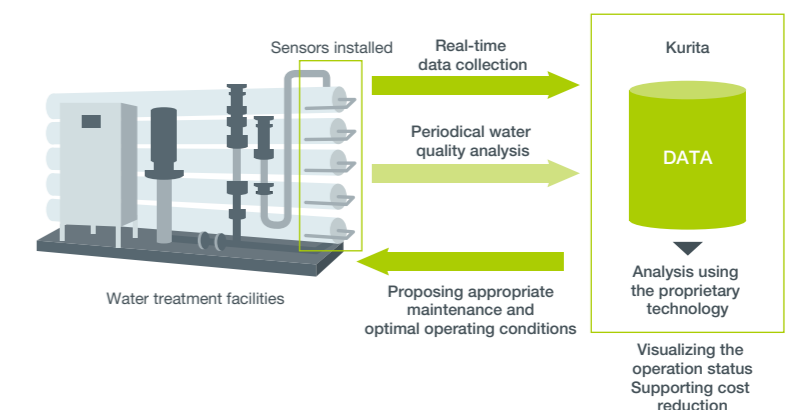 Sensors installed
Real-time
data collection
Kurita
Periodical water
quality analysis
DATA
Water treatment facilities
Proposing appropriate
maintenance and
optimal operating conditions
Analysis using
the proprietary
technology
Visualizing the
operation status
Supporting cost
reduction